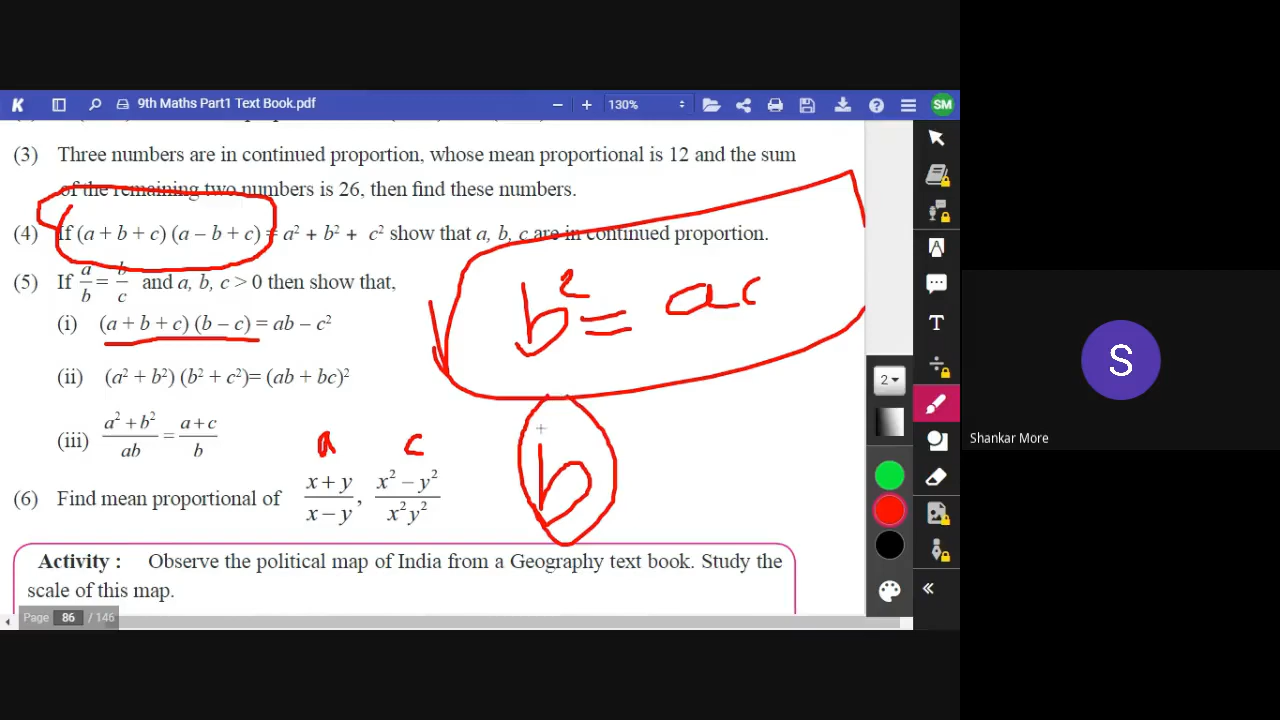 K 9th Maths Part1 Text Book.pdf 130% SM
(3) Three numbers are in continued proportion, whose mean proportional is 12 and the sum
of the remaining two numbers is 26, then find these numbers.
(4) If (a + b + c) (a – b + c) = a² + b² + c² show that a, b, c are in continued proportion.
(5) If a/b = b/c and a, b, c > 0 then show that,
b² = ac
(i) (a + b + c) (b – c) = ab – c²
(ii) (a² + b²) (b² + c²)= (ab + bc)²
(iii) a² + b²/ab = a + c/b
a c
b
(6) Find mean proportional of x + y/x – y, x² – y²/x²y²
Activity : Observe the political map of India from a Geography text book. Study the
scale of this map.
Page 86 / 146
T
2
S
Shankar More